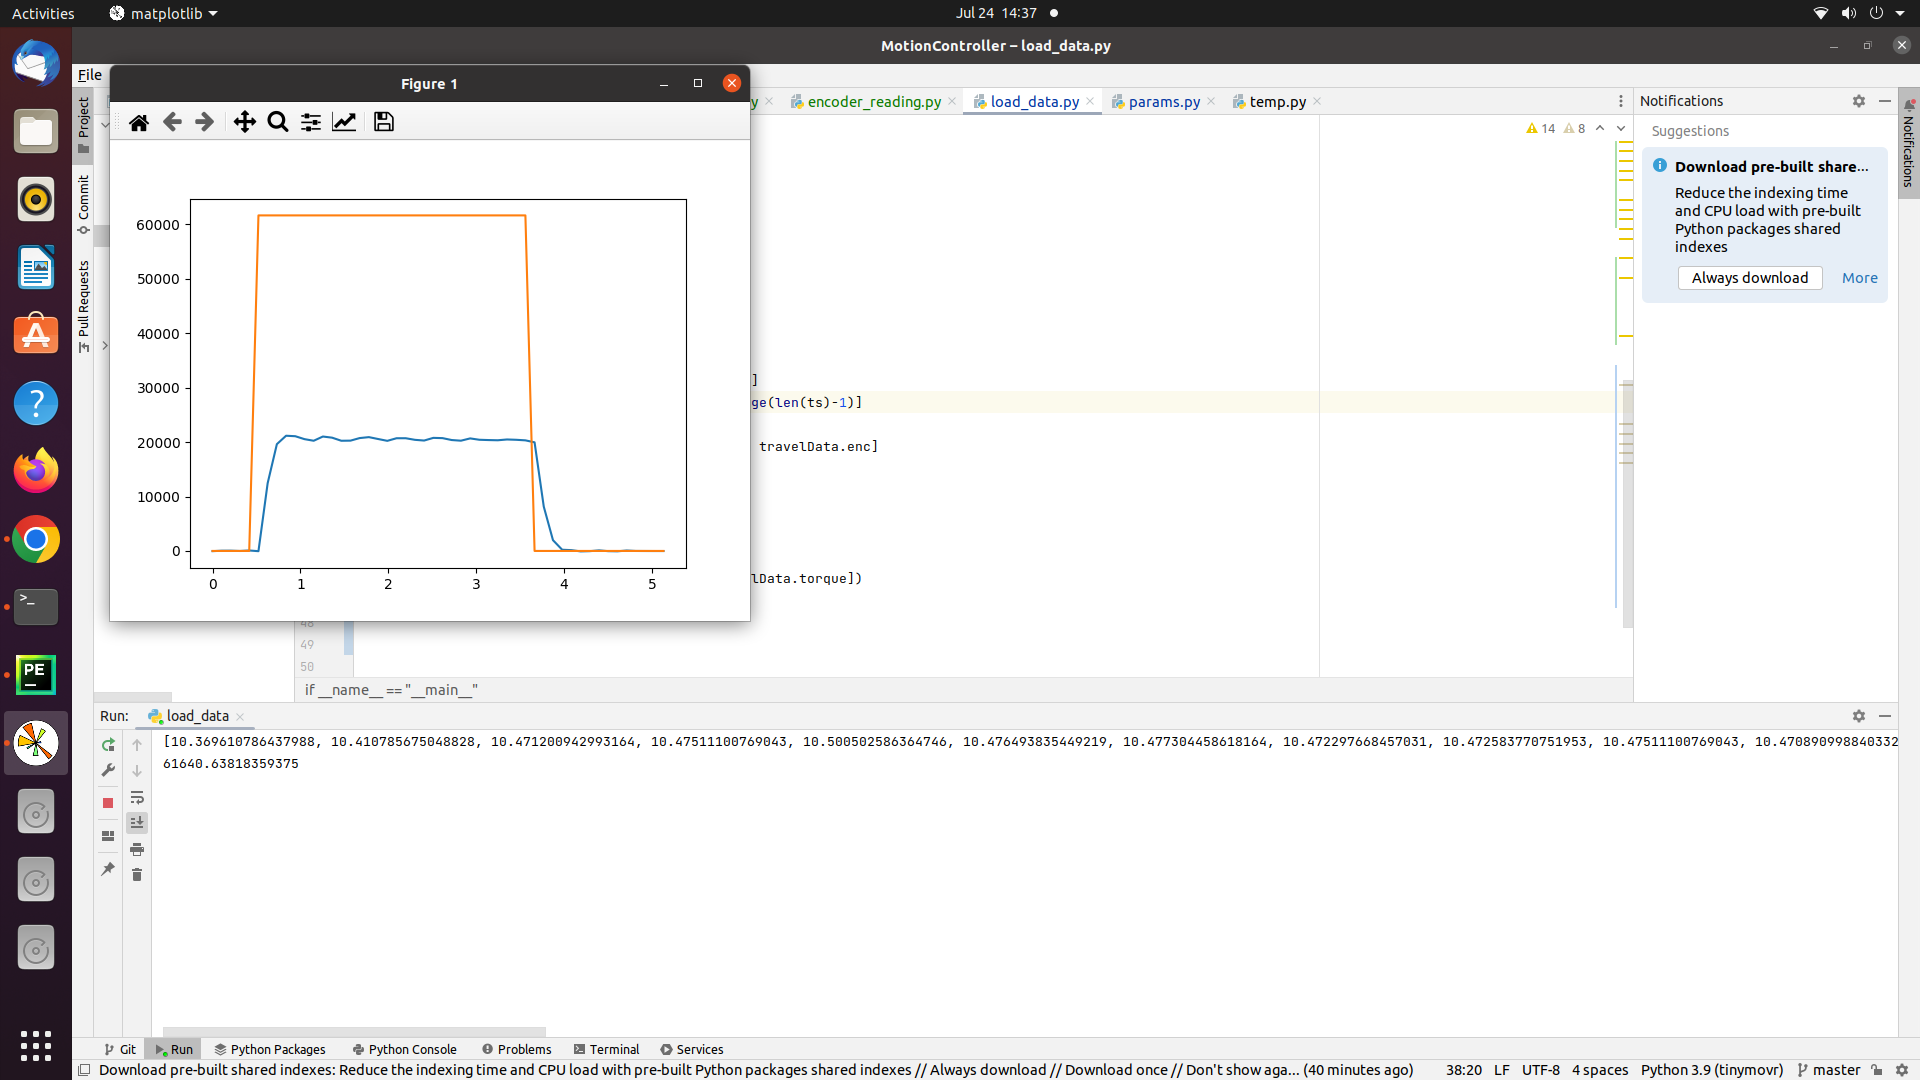 Activities
matplotlib
Jul 24 14:37
MotionController – load_data.py
File
Figure 1
y
encoder_reading.py
load_data.py
params.py
temp.py
Notifications
14
8
Suggestions
Download pre-built share...
Reduce the indexing time
and CPU load with pre-built
Python packages shared
indexes
Always download
More
Notifications
Project
Commit
Pull Requests
60000
50000
40000
30000
20000
10000
0
0 1 2 3 4 5
]
ge(len(ts)-1)]
travelData.enc]
lData.torque])
48
49
50
if __name__ == "__main__"
Run:
load_data
[10.369610786437988, 10.410785675048828, 10.471200942993164, 10.47511100769043, 10.500502586364746, 10.476493835449219, 10.477304458618164, 10.472297668457031, 10.472583770751953, 10.47511100769043, 10.470890998840332
61640.63818359375
Git
Run
Python Packages
Python Console
Problems
Terminal
Services
Download pre-built shared indexes: Reduce the indexing time and CPU load with pre-built Python packages shared indexes // Always download // Download once // Don't show aga... (40 minutes ago)
38:20
LF
UTF-8
4 spaces
Python 3.9 (tinymovr)
master
PE